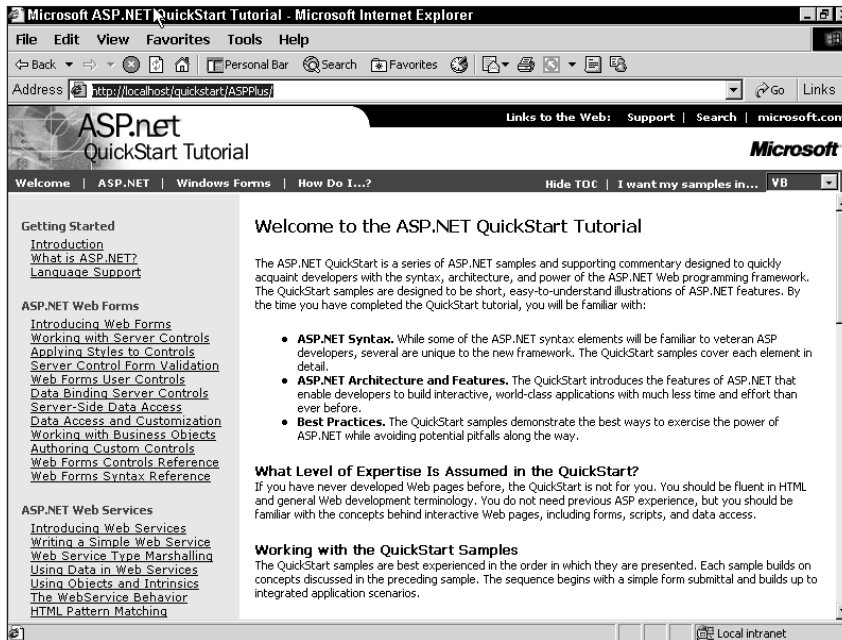 Microsoft ASP.NET QuickStart Tutorial - Microsoft Internet Explorer
File Edit View Favorites Tools Help
Back Personal Bar Search Favorites
Address http://localhost/quickstart/ASPPlus/ Go Links
ASP.net
QuickStart Tutorial
Links to the Web: Support | Search | microsoft.com
Microsoft
Welcome | ASP.NET | Windows Forms | How Do I...? Hide TOC | I want my samples in... VB
Getting Started
Introduction
What is ASP.NET?
Language Support
ASP.NET Web Forms
Introducing Web Forms
Working with Server Controls
Applying Styles to Controls
Server Control Form Validation
Web Forms User Controls
Data Binding Server Controls
Server-Side Data Access
Data Access and Customization
Working with Business Objects
Authoring Custom Controls
Web Forms Controls Reference
Web Forms Syntax Reference
ASP.NET Web Services
Introducing Web Services
Writing a Simple Web Service
Web Service Type Marshalling
Using Data in Web Services
Using Objects and Intrinsics
The WebService Behavior
HTML Pattern Matching
Welcome to the ASP.NET QuickStart Tutorial
The ASP.NET QuickStart is a series of ASP.NET samples and supporting commentary designed to quickly
acquaint developers with the syntax, architecture, and power of the ASP.NET Web programming framework.
The QuickStart samples are designed to be short, easy-to-understand illustrations of ASP.NET features. By
the time you have completed the QuickStart tutorial, you will be familiar with:
• ASP.NET Syntax. While some of the ASP.NET syntax elements will be familiar to veteran ASP
developers, several are unique to the new framework. The QuickStart samples cover each element in
detail.
• ASP.NET Architecture and Features. The QuickStart introduces the features of ASP.NET that
enable developers to build interactive, world-class applications with much less time and effort than
ever before.
• Best Practices. The QuickStart samples demonstrate the best ways to exercise the power of
ASP.NET while avoiding potential pitfalls along the way.
What Level of Expertise Is Assumed in the QuickStart?
If you have never developed Web pages before, the QuickStart is not for you. You should be fluent in HTML
and general Web development terminology. You do not need previous ASP experience, but you should be
familiar with the concepts behind interactive Web pages, including forms, scripts, and data access.
Working with the QuickStart Samples
The QuickStart samples are best experienced in the order in which they are presented. Each sample builds on
concepts discussed in the preceding sample. The sequence begins with a simple form submittal and builds up to
integrated application scenarios.
Local intranet